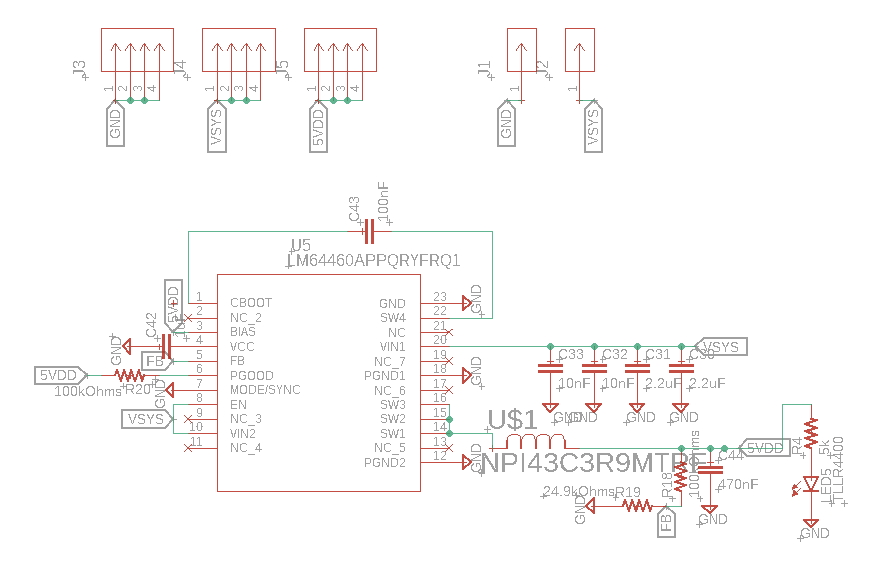 J3
1 2 3 4
GND
J4
1 2 3 4
VSYS
J5
1 2 3 4
5VDD
J1
1
GND
J2
1
VSYS
C43
100nF
U5
LM64460APPQRYFRQ1
1 CBOOT
2 NC_2
3 BIAS
4 VCC
5 FB
6 PGOOD
7 MODE/SYNC
8 EN
9 NC_3
10 VIN2
11 NC_4
GND 23
SW4 22
NC 21
VIN1 20
NC_7 19
PGND1 18
NC_6 17
SW3 16
SW2 15
SW1 14
NC_5 13
PGND2 12
5VDD
C42
GND
FB
5VDD
100kOhms
R20
GND
VSYS
GND
GND
GND
VSYS
C33
10nF
GND
C32
10nF
GND
C31
2.2uF
GND
C30
2.2uF
GND
U$1
NPI43C3R9MTRF
5VDD
R18
C44
470nF
GND
24.9kOhms
R19
GND
FB
R4
5k
LED5
TLLR4400
GND